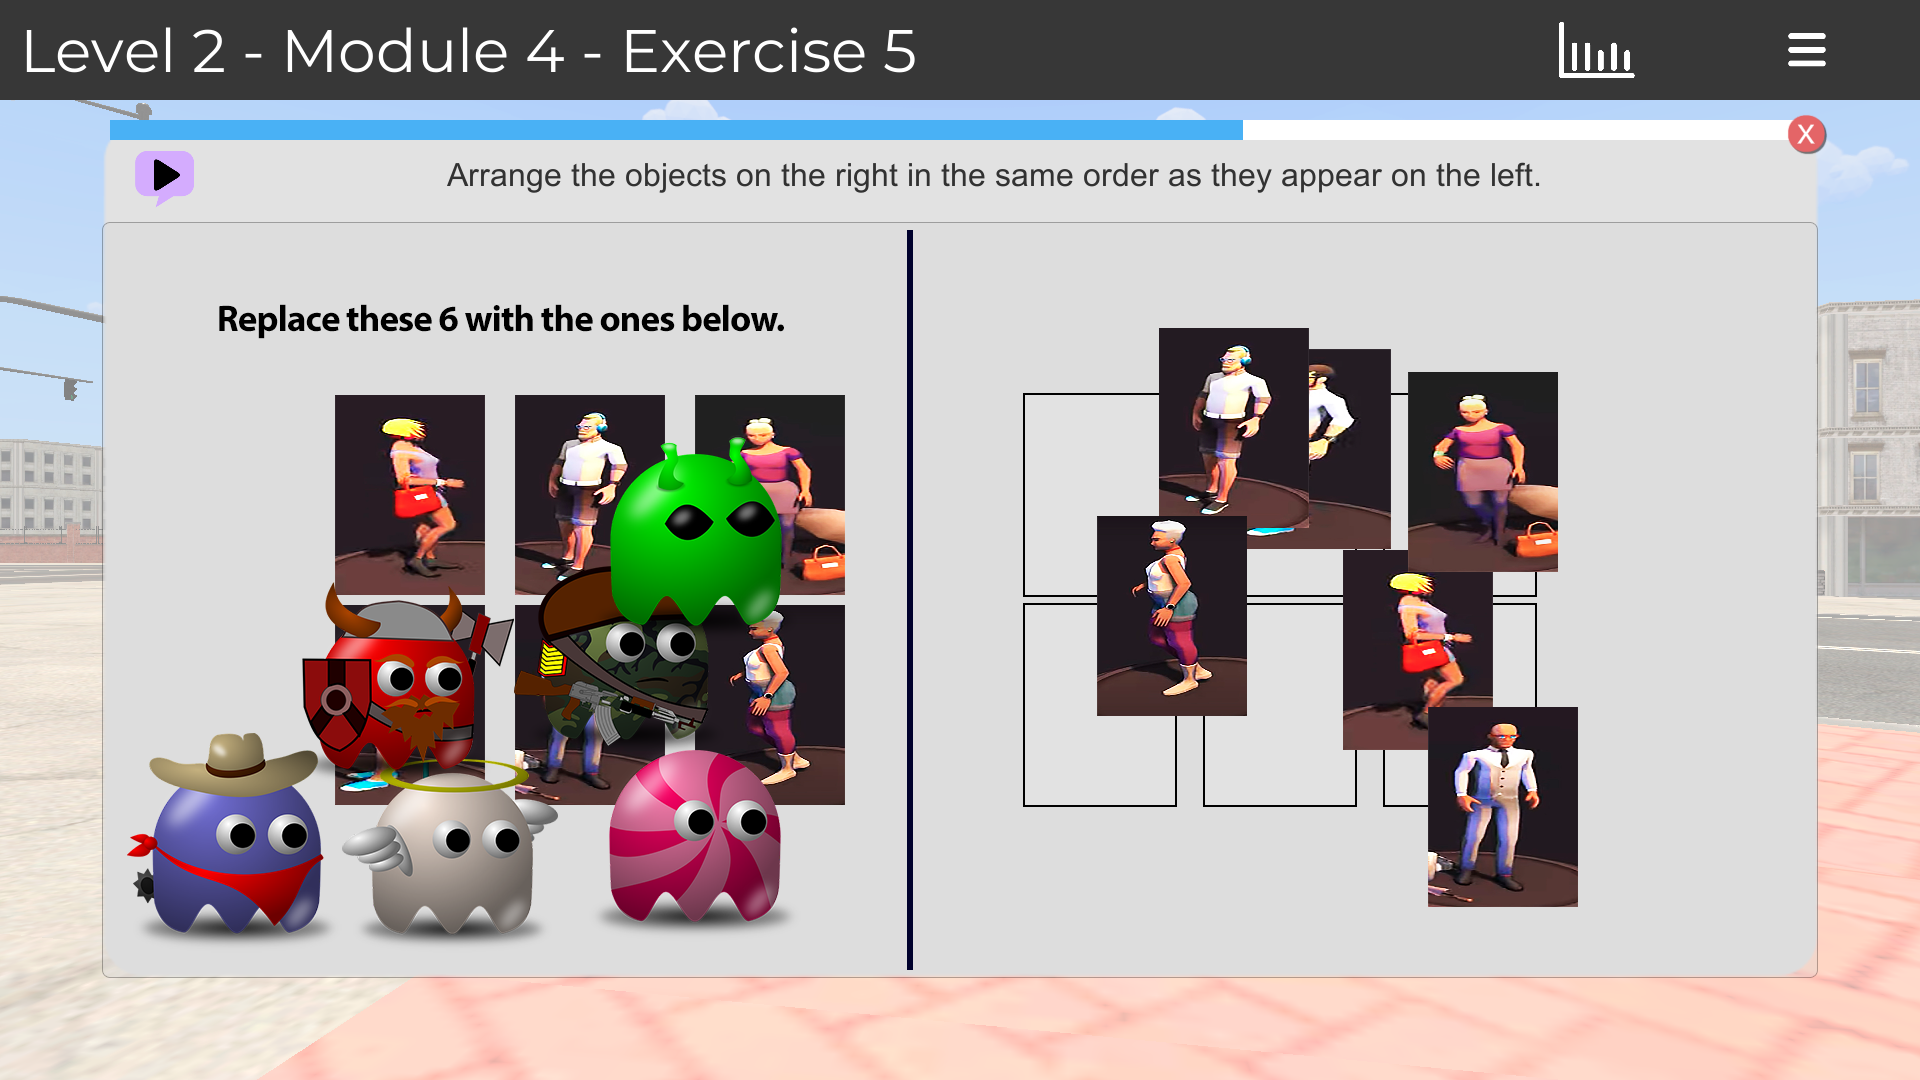 Level 2 - Module 4 - Exercise 5
X
Arrange the objects on the right in the same order as they appear on the left.
Replace these 6 with the ones below.